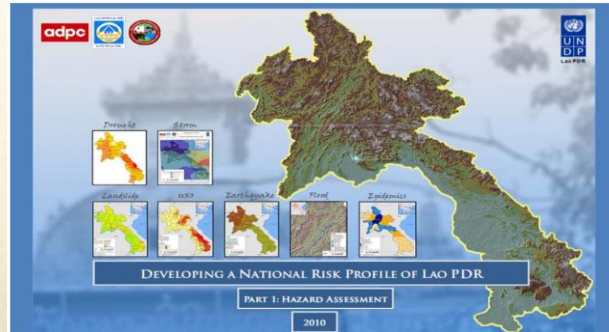 adpc
U N
D P
Lao PDR
Drought
Storm
Landslide
UXO
Earthquake
Flood
Epidemics
DEVELOPING A NATIONAL RISK PROFILE OF LAO PDR
PART 1: HAZARD ASSESSMENT
2010